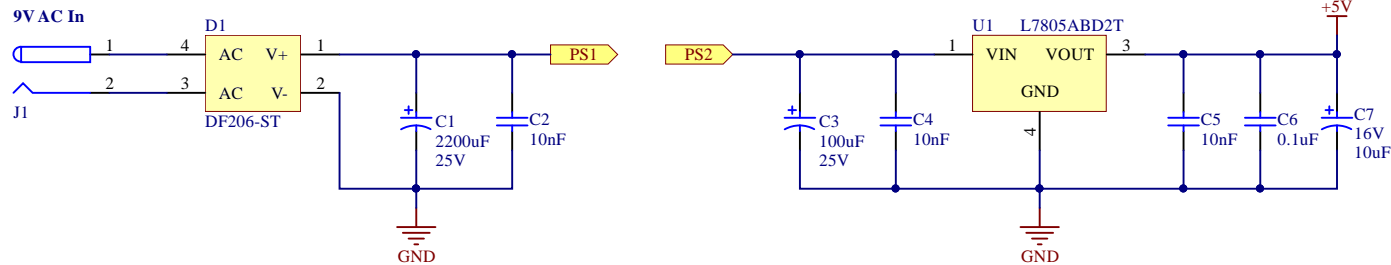 9V AC In
J1
1
2
4
3
D1
AC V+
AC V-
DF206-ST
1
2
C1
2200uF
25V
C2
10nF
PS1
GND
PS2
C3
100uF
25V
C4
10nF
1
U1 L7805ABD2T
VIN VOUT
GND
3
4
GND
C5
10nF
C6
0.1uF
C7
16V
10uF
+5V